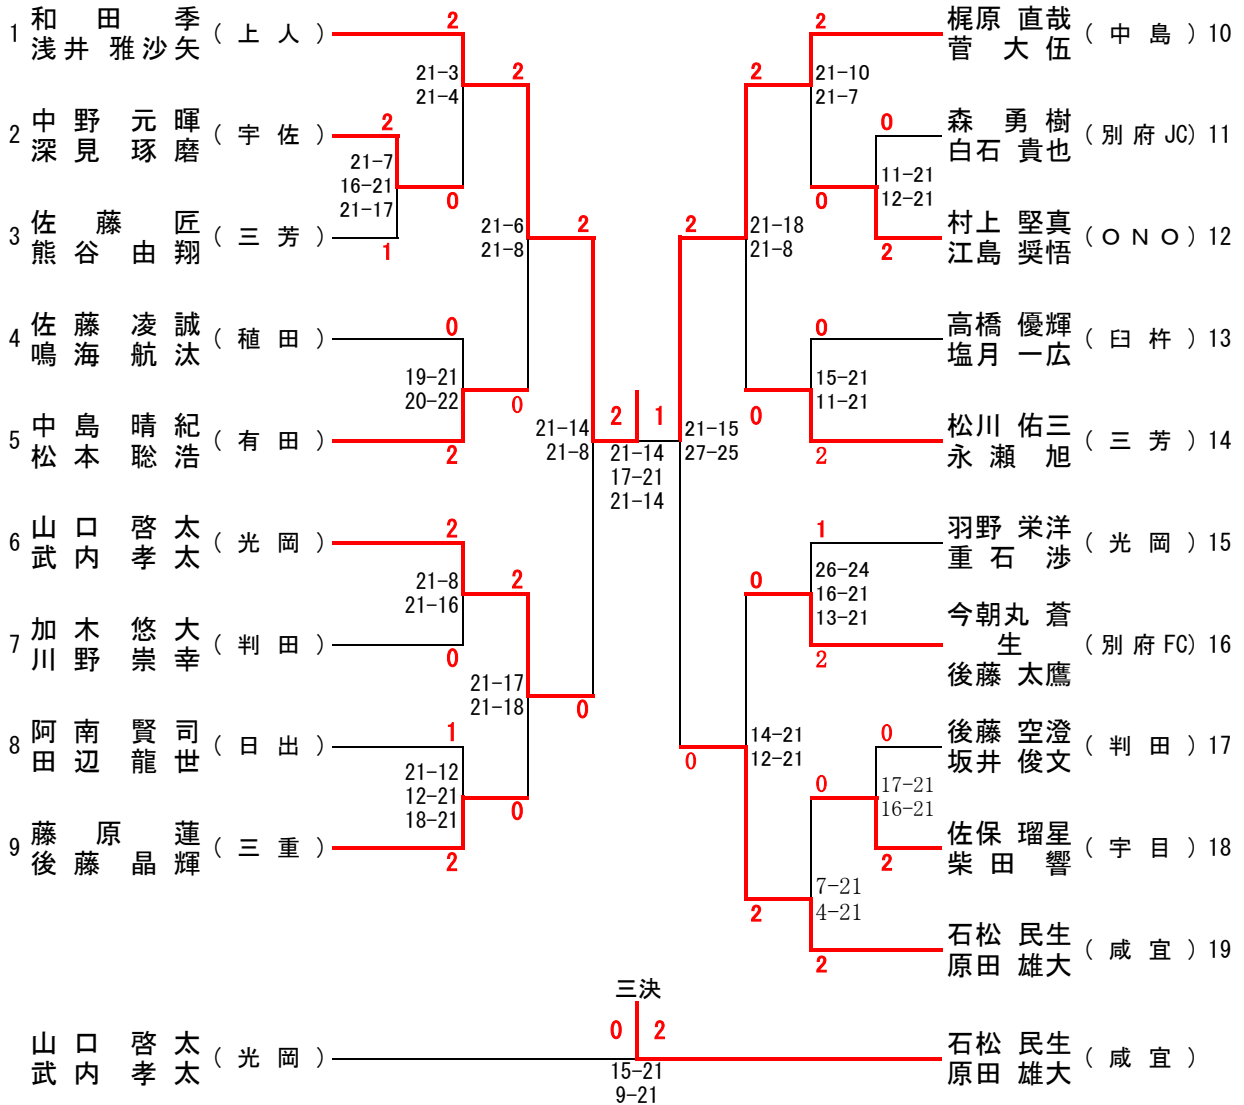 1 和田 季 浅井 雅沙矢 (上人) 2
2 中野 元暉 深見 琢磨 (宇佐) 2
3 佐藤 匠 熊谷 由翔 (三芳) 1
21-7
16-21
21-17
0
21-3
21-4
2
4 佐藤 凌誠 鳴海 航汰 (稙田) 0
5 中島 晴紀 松本 聡浩 (有田) 2
19-21
20-22
0
21-6
21-8
2
6 山口 啓太 武内 孝太 (光岡) 2
7 加木 悠大 川野 崇幸 (判田) 0
21-8
21-16
2
8 阿南 賢司 田辺 龍世 (日出) 1
9 藤原 蓮 後藤 晶輝 (三重) 2
21-12
12-21
18-21
0
21-17
21-18
0
21-14
21-8
2 1
21-14
17-21
21-14
梶原 直哉 菅 大伍 (中島) 10 2
森 勇樹 白石 貴也 (別府JC) 11 0
村上 堅真 江島 奨悟 (ONO) 12 2
11-21
12-21
0
21-10
21-7
2
高橋 優輝 塩月 一広 (臼杵) 13 0
松川 佑三 永瀬 旭 (三芳) 14 2
15-21
11-21
0
21-18
21-8
2
羽野 栄洋 重石 渉 (光岡) 15 1
今朝丸 蒼生 後藤 太鷹 (別府FC) 16 2
26-24
16-21
13-21
0
後藤 空澄 坂井 俊文 (判田) 17 0
佐保 瑠星 柴田 響 (宇目) 18 2
17-21
16-21
0
石松 民生 原田 雄大 (咸宜) 19 2
7-21
4-21
2
14-21
12-21
0
21-15
27-25
三決
山口 啓太 武内 孝太 (光岡) 0 2 石松 民生 原田 雄大 (咸宜)
15-21
9-21